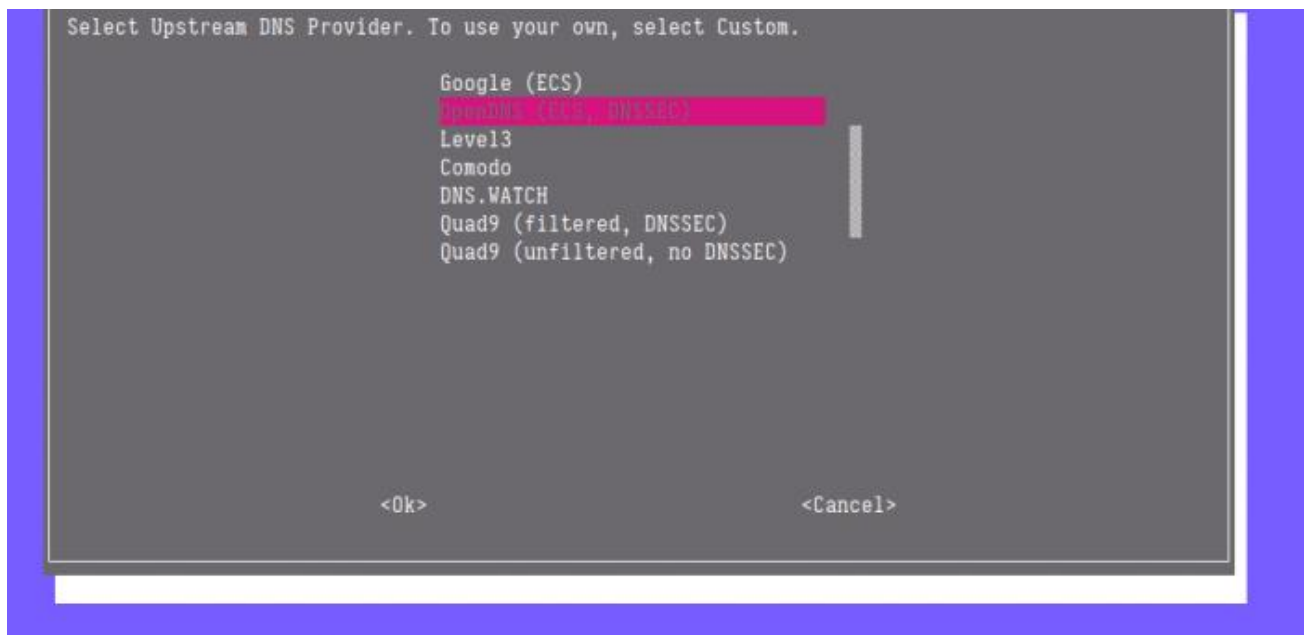 Select Upstream DNS Provider. To use your own, select Custom.
Google (ECS)
OpenDNS (ECS, DNSSEC)
Level3
Comodo
DNS.WATCH
Quad9 (filtered, DNSSEC)
Quad9 (unfiltered, no DNSSEC)
<Ok> <Cancel>